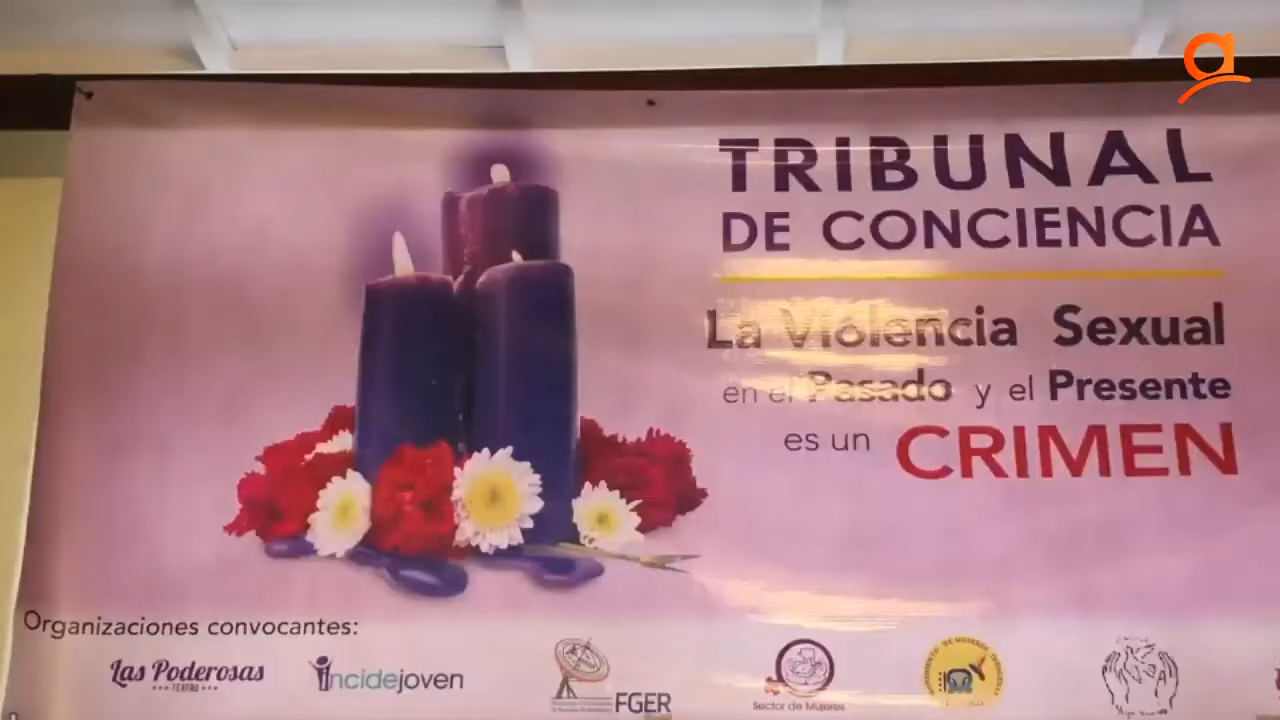 TRIBUNAL
DE CONCIENCIA
La Violencia Sexual
en el Pasado y el Presente
es un CRIMEN
Organizaciones convocantes:
Las Poderosas
TEATRO
incidejoven
FGER
Sector de Mujeres